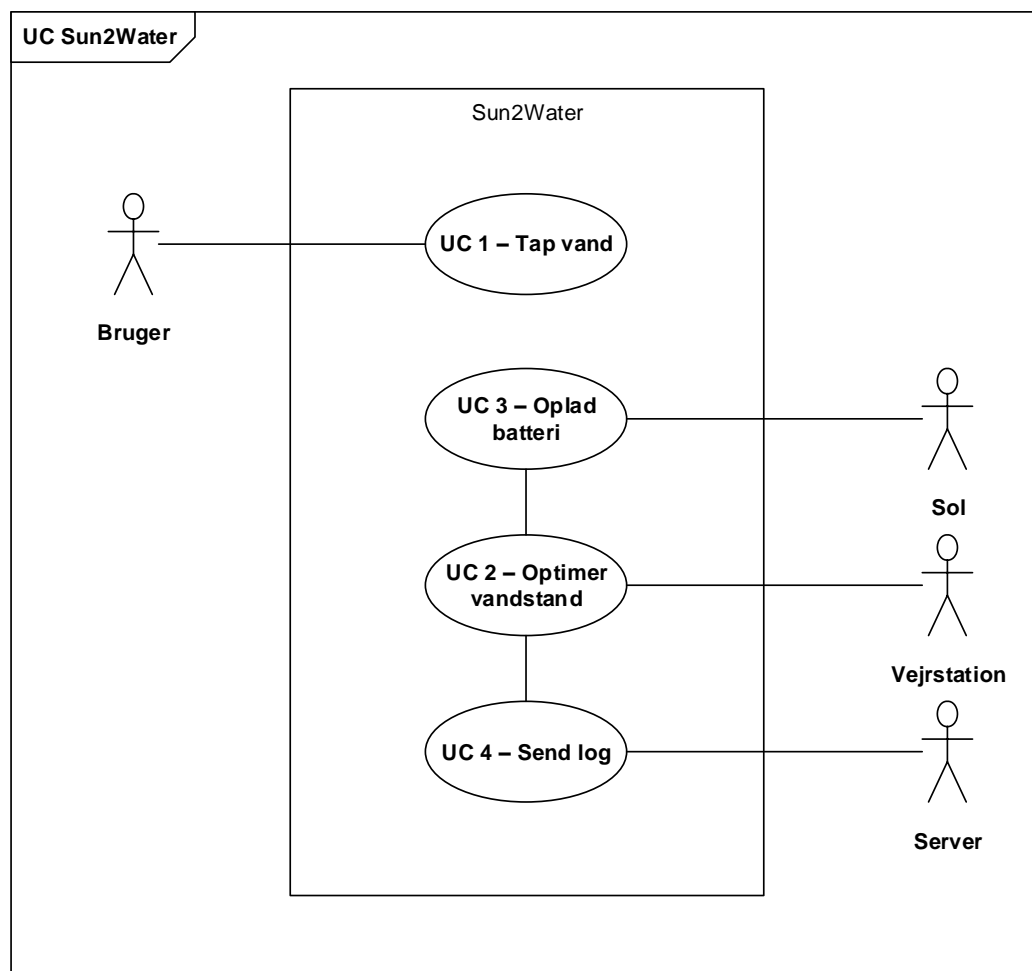 UC Sun2Water
Sun2Water
UC 1 – Tap vand
Bruger
UC 3 – Oplad
batteri
Sol
UC 2 – Optimer
vandstand
Vejrstation
UC 4 – Send log
Server